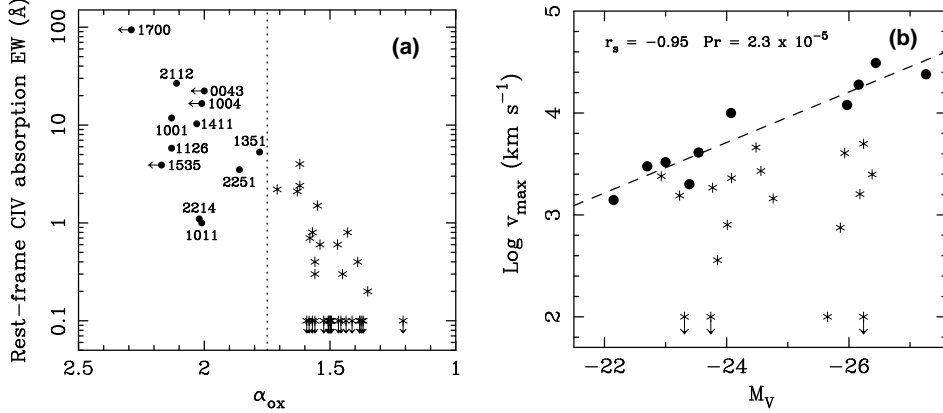 Rest-frame CIV absorption EW (Å)
100
10
1
0.1
(a)
1700
2112
0043
1004
1001
1411
1126
1351
1535
2251
2214
1011
2.5 2 1.5 1
α_ox
Log v_max (km s⁻¹)
5
4
3
2
r_s = −0.95 Pr = 2.3 x 10⁻⁵
(b)
−22 −24 −26
M_V